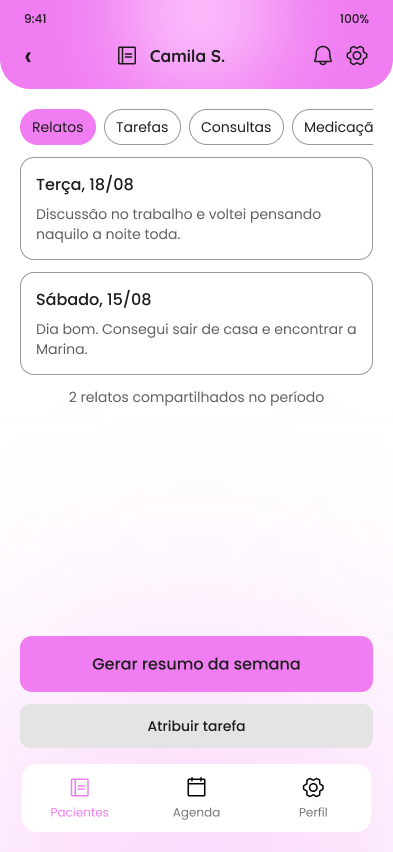 9:41
100%
‹
Camila S.
Relatos
Tarefas
Consultas
Medicaçã
Terça, 18/08
Discussão no trabalho e voltei pensando
naquilo a noite toda.
Sábado, 15/08
Dia bom. Consegui sair de casa e encontrar a
Marina.
2 relatos compartilhados no período
Gerar resumo da semana
Atribuir tarefa
Pacientes
Agenda
Perfil